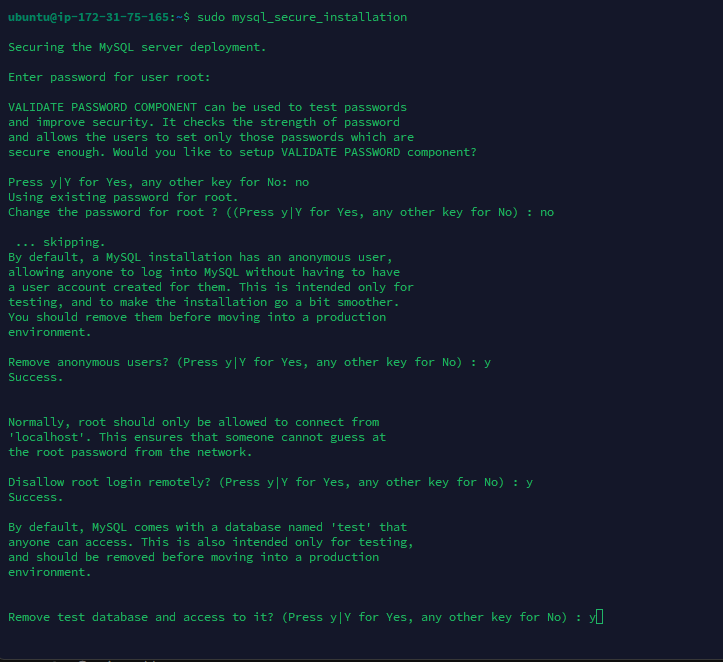 ubuntu@ip-172-31-75-165:~$ sudo mysql_secure_installation
Securing the MySQL server deployment.
Enter password for user root:
VALIDATE PASSWORD COMPONENT can be used to test passwords
and improve security. It checks the strength of password
and allows the users to set only those passwords which are
secure enough. Would you like to setup VALIDATE PASSWORD component?
Press y|Y for Yes, any other key for No: no
Using existing password for root.
Change the password for root ? ((Press y|Y for Yes, any other key for No) : no
... skipping.
By default, a MySQL installation has an anonymous user,
allowing anyone to log into MySQL without having to have
a user account created for them. This is intended only for
testing, and to make the installation go a bit smoother.
You should remove them before moving into a production
environment.
Remove anonymous users? (Press y|Y for Yes, any other key for No) : y
Success.
Normally, root should only be allowed to connect from
'localhost'. This ensures that someone cannot guess at
the root password from the network.
Disallow root login remotely? (Press y|Y for Yes, any other key for No) : y
Success.
By default, MySQL comes with a database named 'test' that
anyone can access. This is also intended only for testing,
and should be removed before moving into a production
environment.
Remove test database and access to it? (Press y|Y for Yes, any other key for No) : y